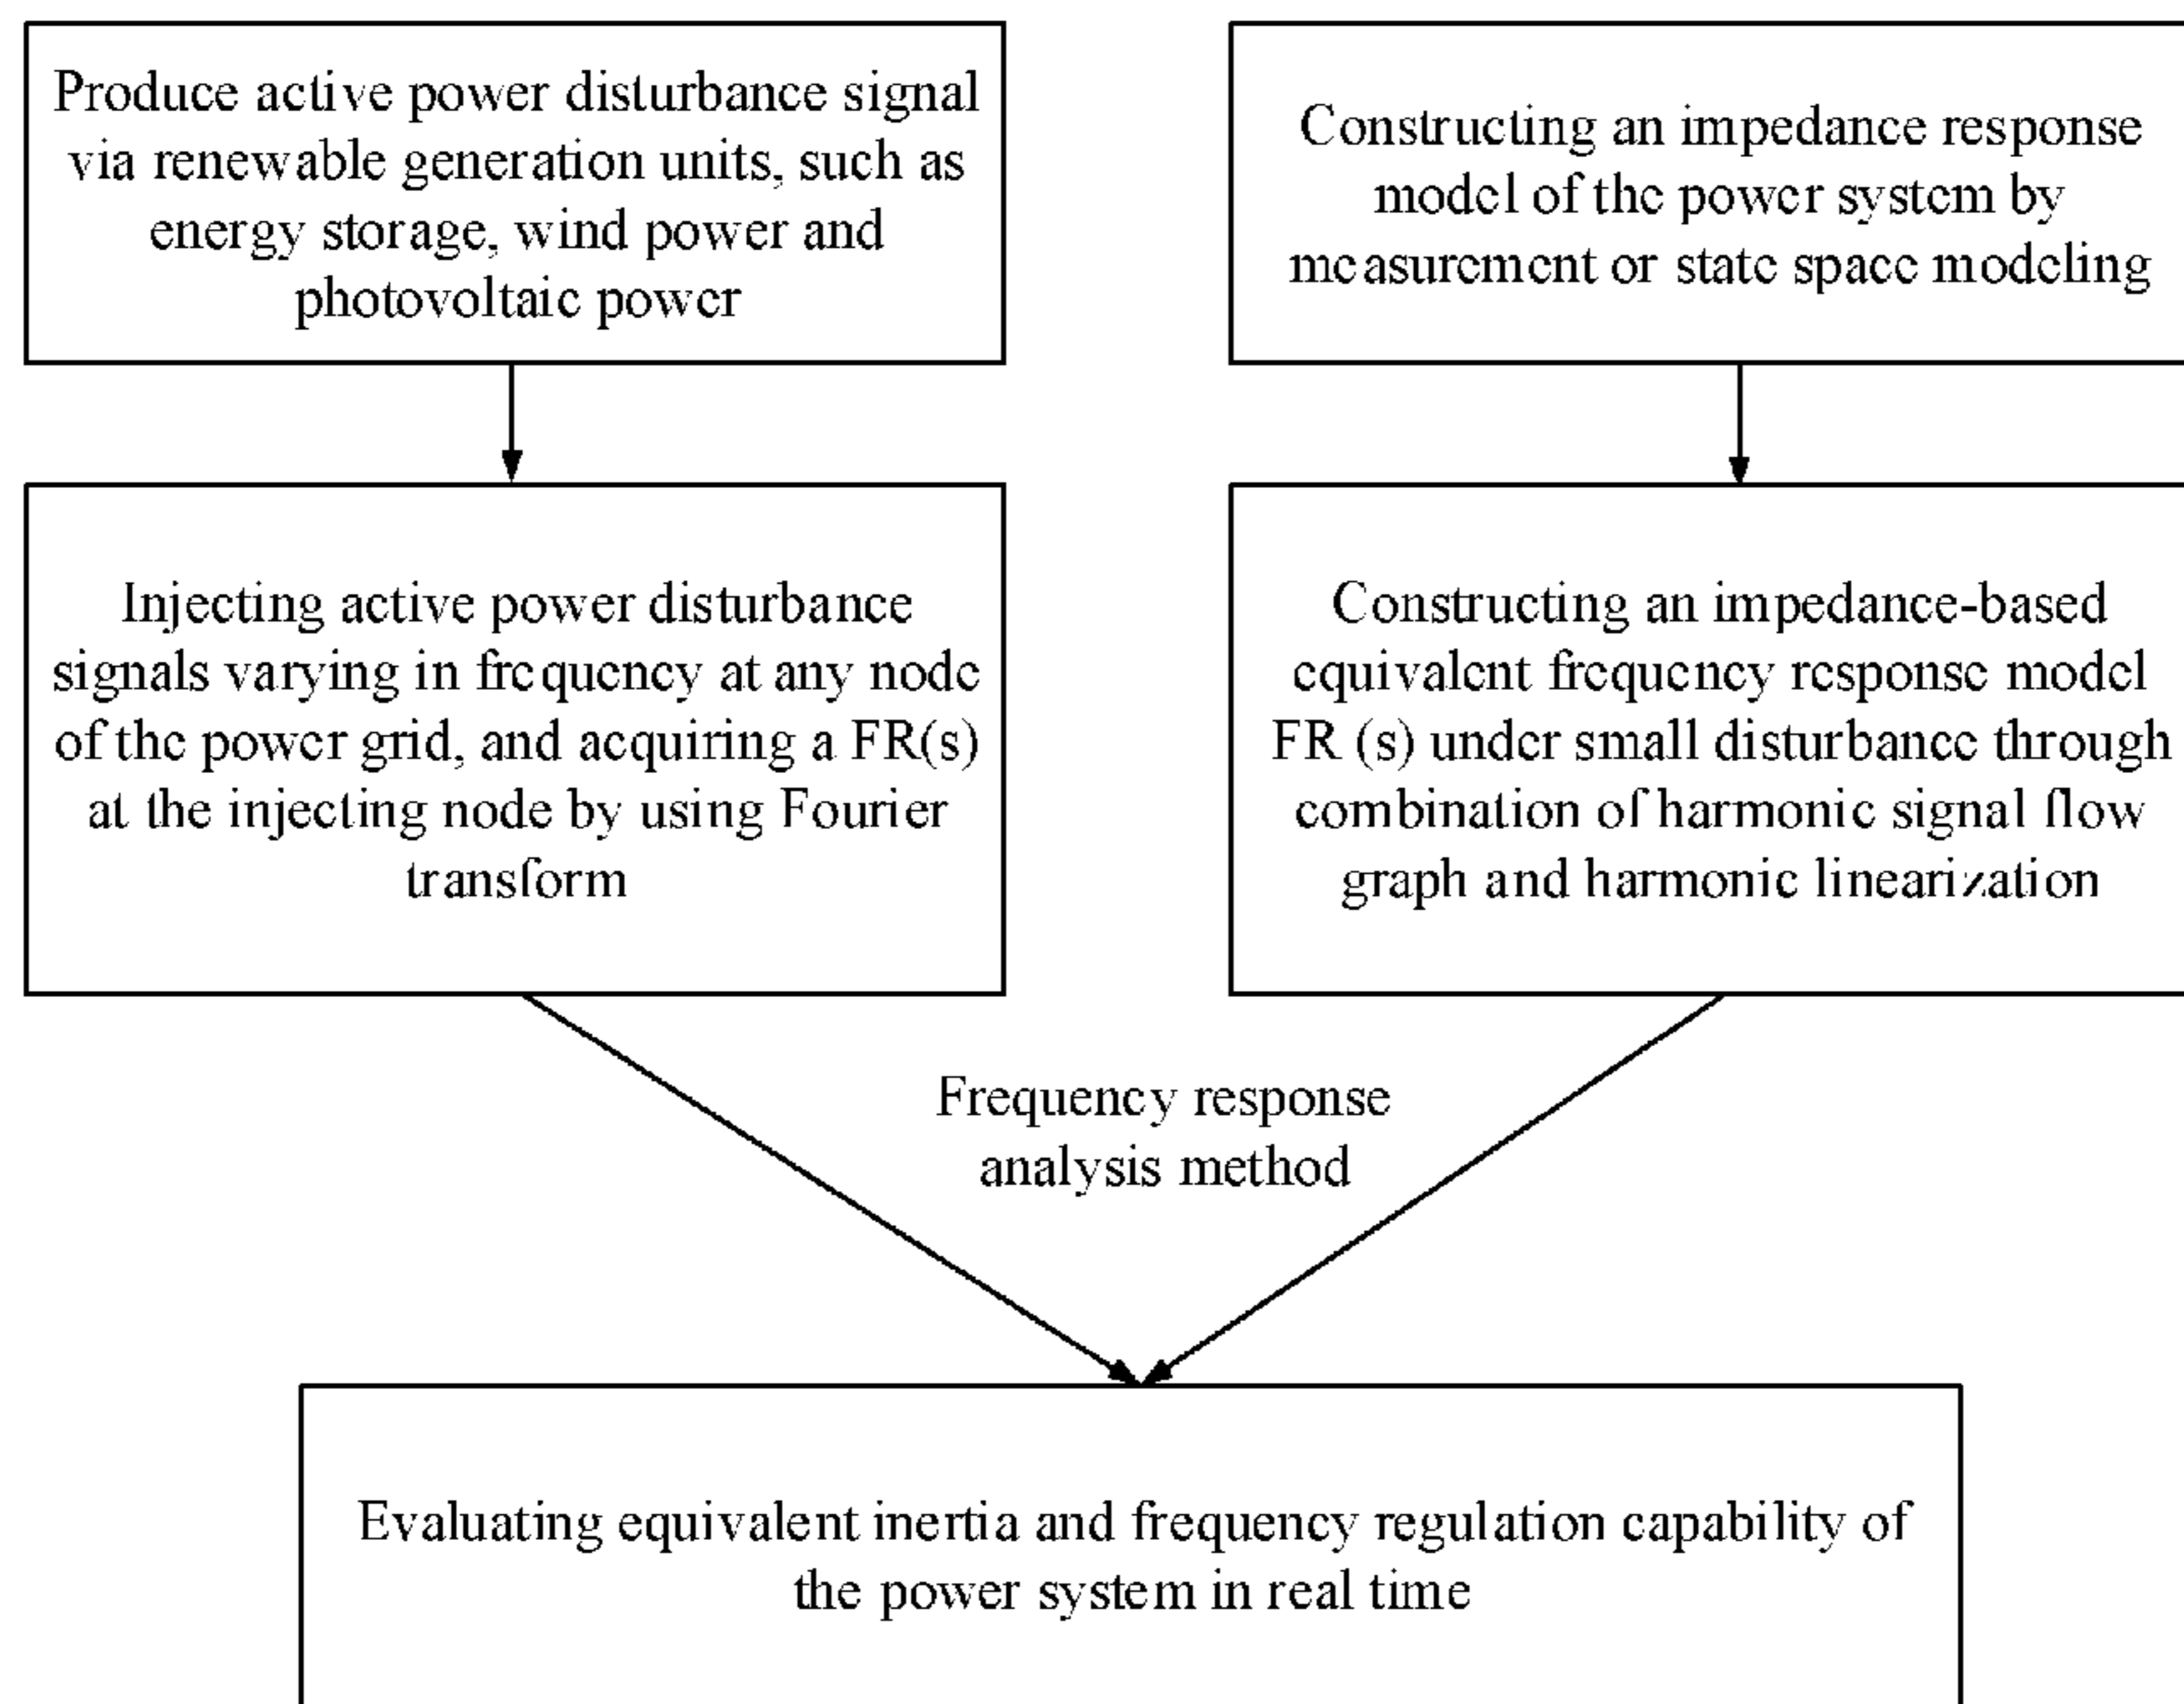 Produce active power disturbance signal
via renewable generation units, such as
energy storage, wind power and
photovoltaic power
Constructing an impedance response
model of the power system by
measurement or state space modeling
Injecting active power disturbance
signals varying in frequency at any node
of the power grid, and acquiring a FR(s)
at the injecting node by using Fourier
transform
Constructing an impedance-based
equivalent frequency response model
FR (s) under small disturbance through
combination of harmonic signal flow
graph and harmonic linearization
Frequency response
analysis method
Evaluating equivalent inertia and frequency regulation capability of
the power system in real time